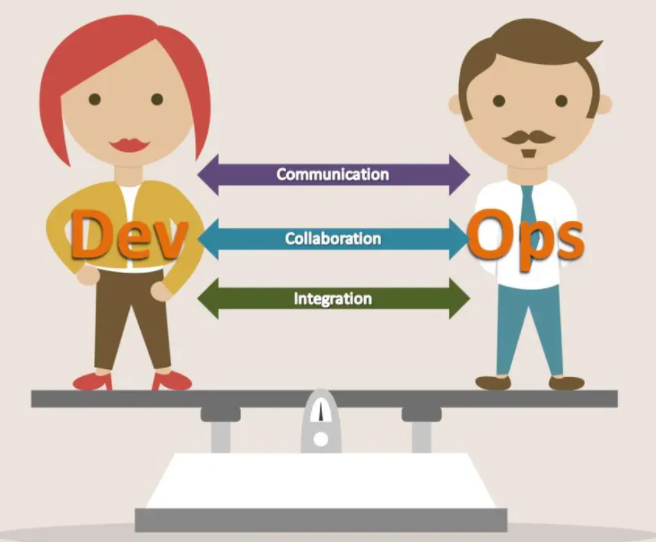 Communication
Dev
Collaboration
Ops
Integration